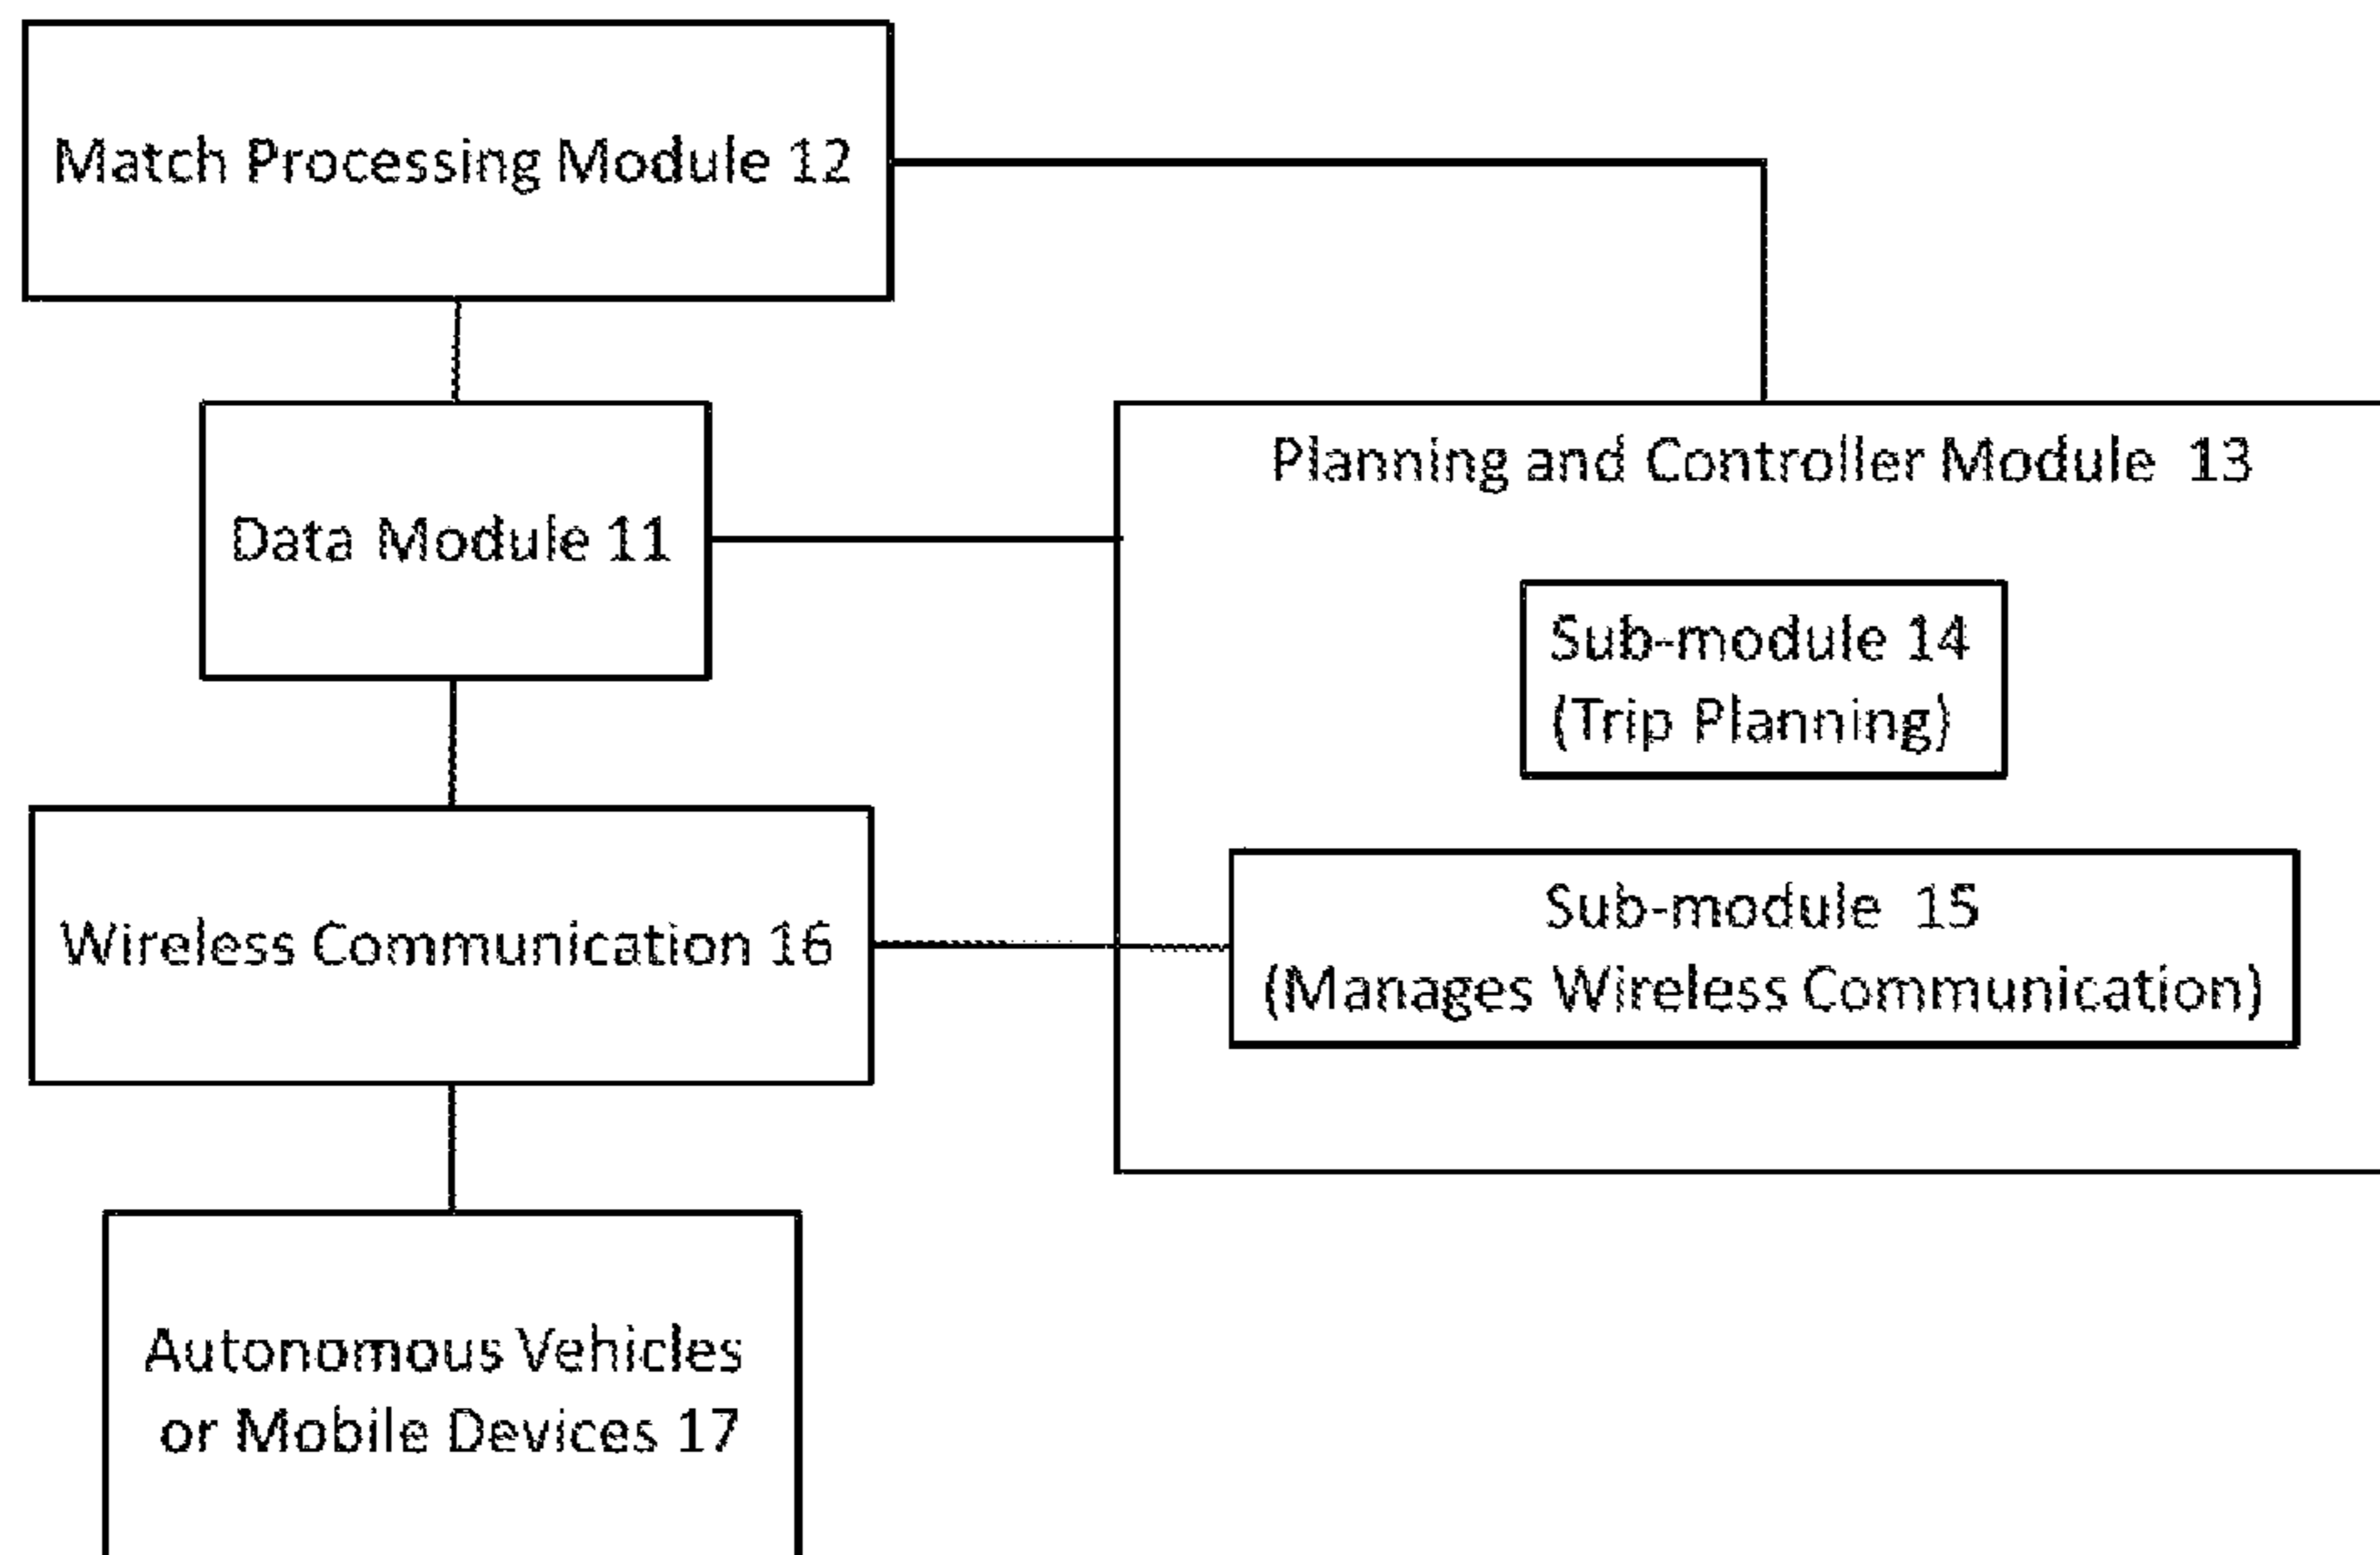 Match Processing Module 12
Planning and Controller Module 13
Data Module 11
Sub-module 14
(Trip Planning)
Sub-module 15
(Manages Wireless Communication)
Wireless Communication 16
Autonomous Vehicles
or Mobile Devices 17